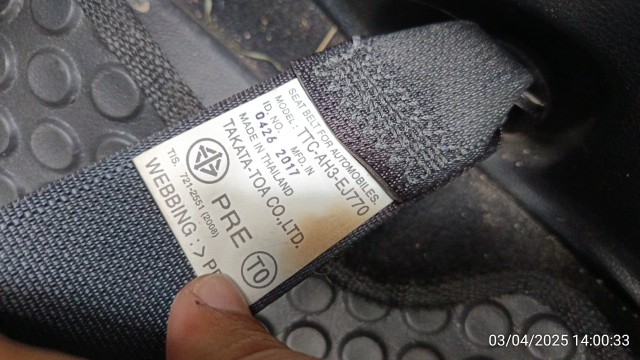 SEAT BELT FOR AUTOMOBILES.
MODEL: TTC-AH3-EJ770
ID. NO. MFD. IN
0426 2017
MADE IN THAILAND
TAKATA-TOA CO.,LTD.
PRE TO
TIS. 721-2551 (2008)
WEBBING : >
03/04/2025 14:00:33